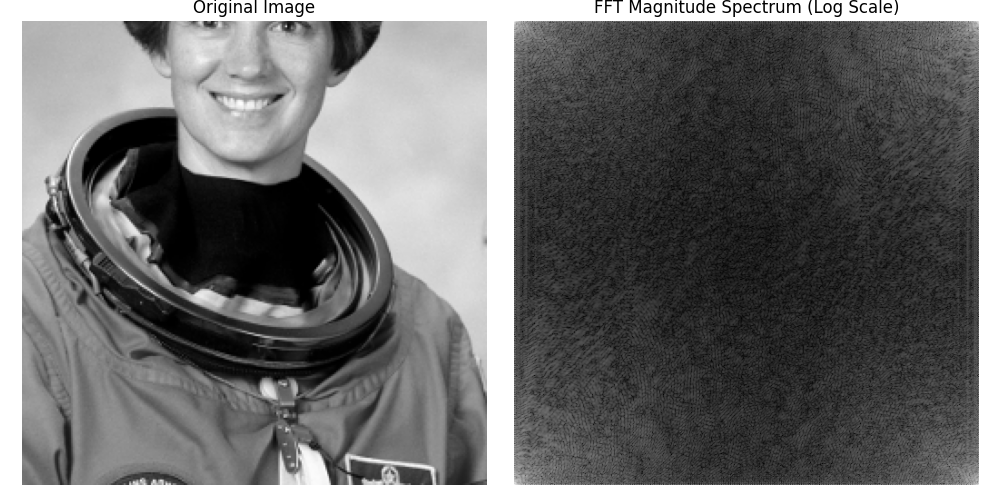 Original Image
FFT Magnitude Spectrum (Log Scale)